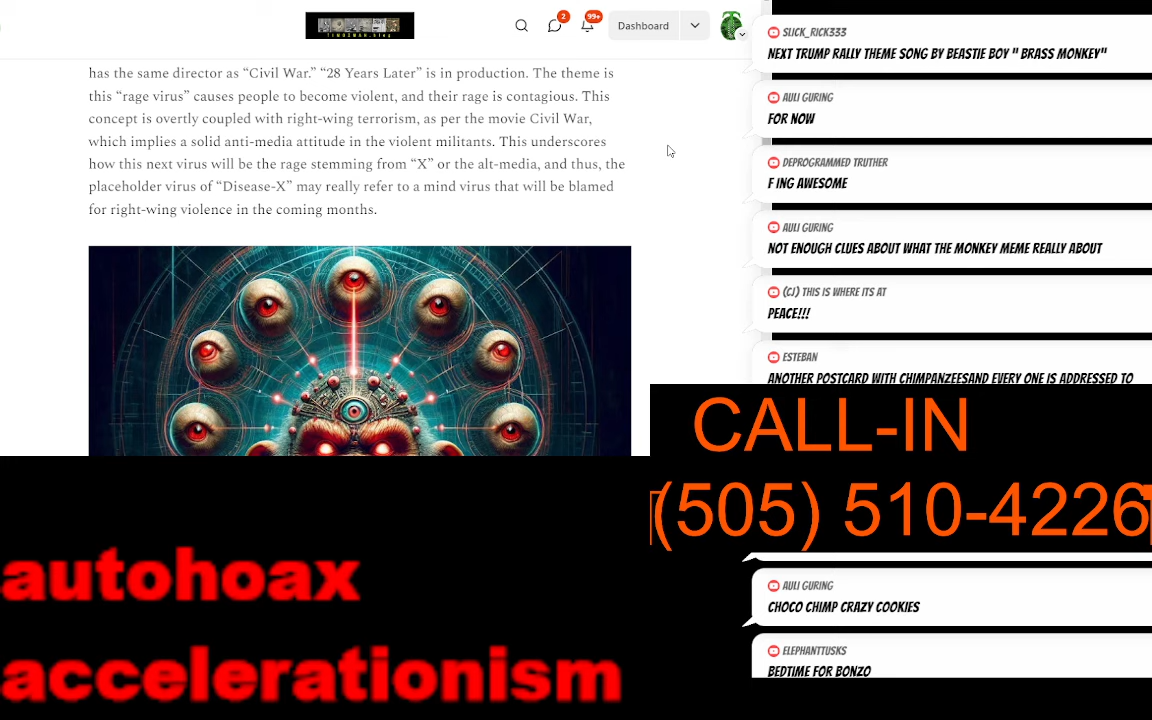 2
99+
Dashboard
has the same director as “Civil War.” “28 Years Later” is in production. The theme is
this “rage virus” causes people to become violent, and their rage is contagious. This
concept is overtly coupled with right-wing terrorism, as per the movie Civil War,
which implies a solid anti-media attitude in the violent militants. This underscores
how this next virus will be the rage stemming from “X” or the alt-media, and thus, the
placeholder virus of “Disease-X” may really refer to a mind virus that will be blamed
for right-wing violence in the coming months.
SLICK_RICK333
NEXT TRUMP RALLY THEME SONG BY BEASTIE BOY " BRASS MONKEY"
AULI GURING
FOR NOW
DEPROGRAMMED TRUTHER
F ING AWESOME
AULI GURING
NOT ENOUGH CLUES ABOUT WHAT THE MONKEY MEME REALLY ABOUT
(CJ) THIS IS WHERE ITS AT
PEACE!!!
ESTEBAN
ANOTHER POSTCARD WITH CHIMPANZEESAND EVERY ONE IS ADDRESSED TO
CALL-IN
(505) 510-4226
AULI GURING
CHOCO CHIMP CRAZY COOKIES
ELEPHANTTUSKS
BEDTIME FOR BONZO
autohoax
accelerationism